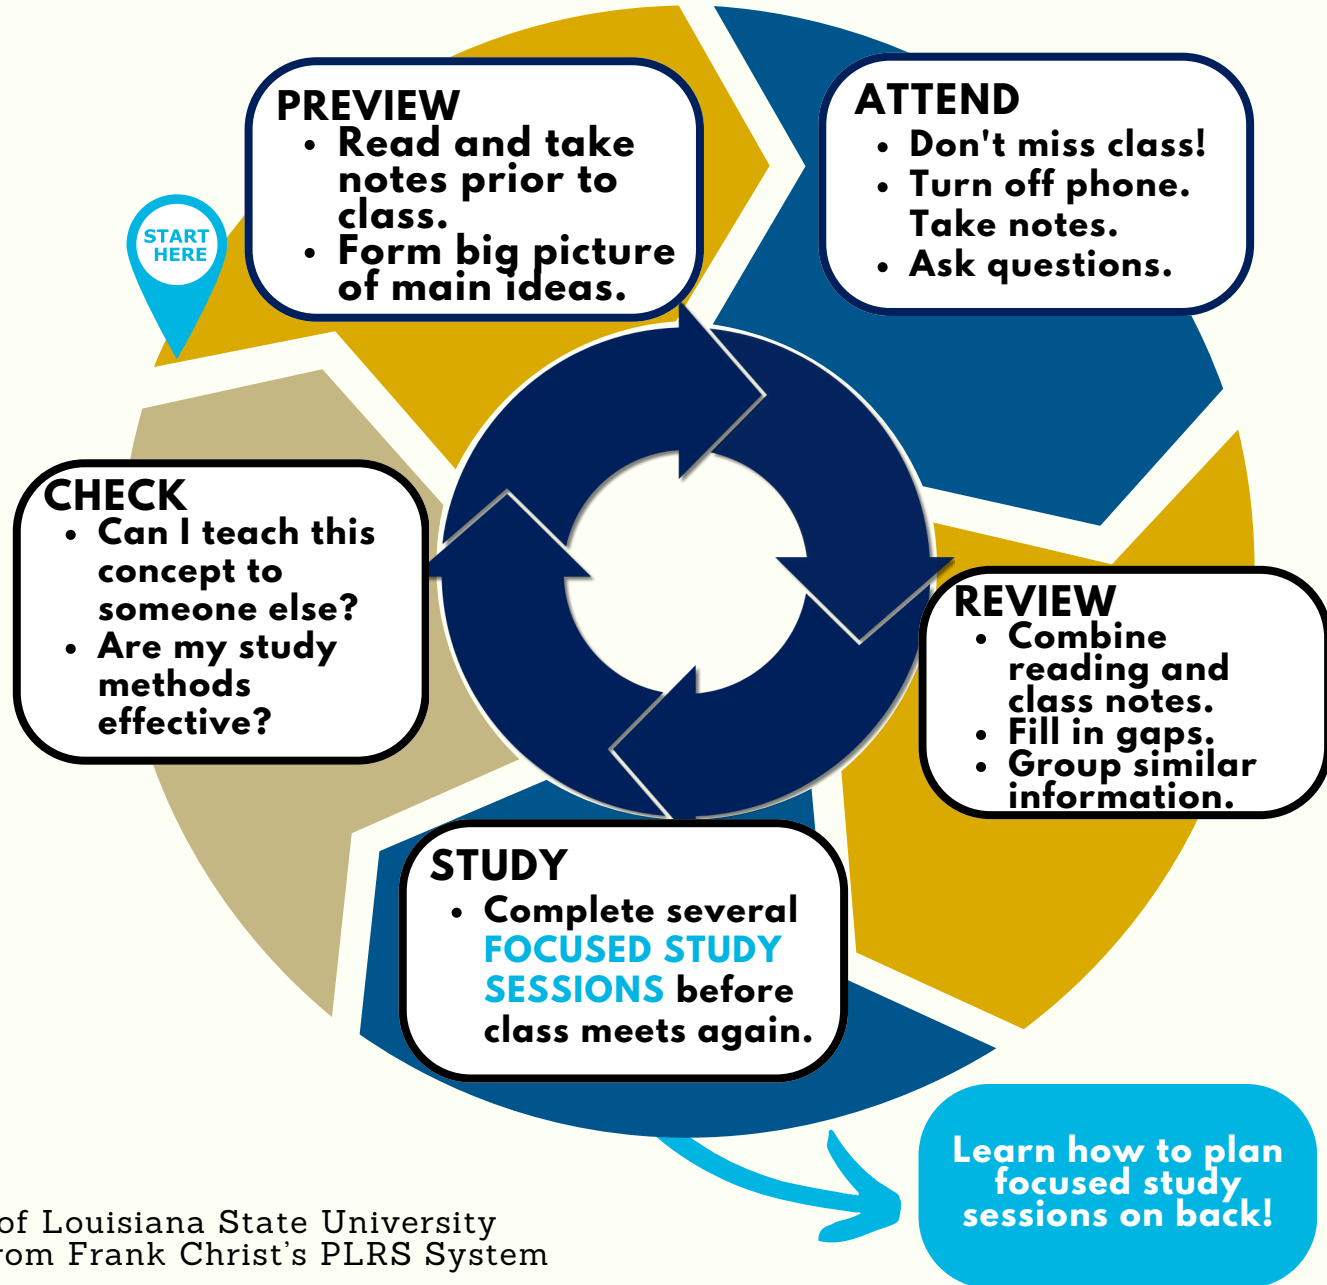 START
HERE
PREVIEW
• Read and take
notes prior to
class.
• Form big picture
of main ideas.
ATTEND
• Don't miss class!
• Turn off phone.
Take notes.
• Ask questions.
REVIEW
• Combine
reading and
class notes.
• Fill in gaps.
• Group similar
information.
STUDY
• Complete several
FOCUSED STUDY
SESSIONS before
class meets again.
CHECK
• Can I teach this
concept to
someone else?
• Are my study
methods
effective?
Learn how to plan
focused study
sessions on back!
of Louisiana State University
rom Frank Christ's PLRS System